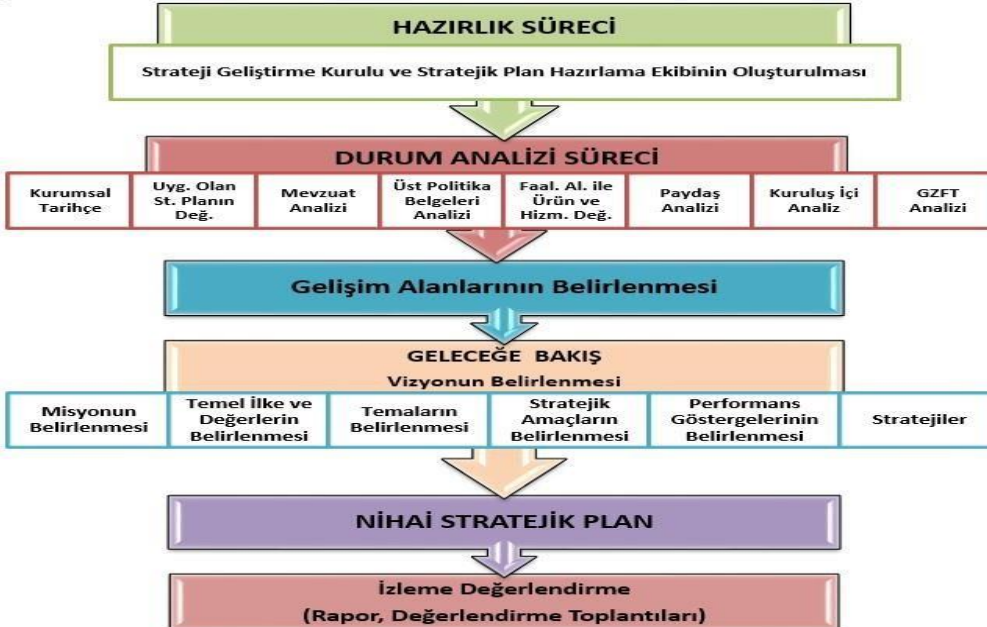 HAZIRLIK SÜRECİ
Strateji Geliştirme Kurulu ve Stratejik Plan Hazırlama Ekibinin Oluşturulması
DURUM ANALİZİ SÜRECİ
Kurumsal
Tarihçe
Uyg. Olan
St. Planın
Değ.
Mevzuat
Analizi
Üst Politika
Belgeleri
Analizi
Faal. Al. ile
Ürün ve
Hizm. Değ.
Paydaş
Analizi
Kuruluş İçi
Analiz
GZFT
Analizi
Gelişim Alanlarının Belirlenmesi
GELECEĞE BAKIŞ
Vizyonun Belirlenmesi
Misyonun
Belirlenmesi
Temel İlke ve
Değerlerin
Belirlenmesi
Temaların
Belirlenmesi
Stratejik
Amaçların
Belirlenmesi
Performans
Göstergelerinin
Belirlenmesi
Stratejiler
NİHAİ STRATEJİK PLAN
İzleme Değerlendirme
(Rapor, Değerlendirme Toplantıları)